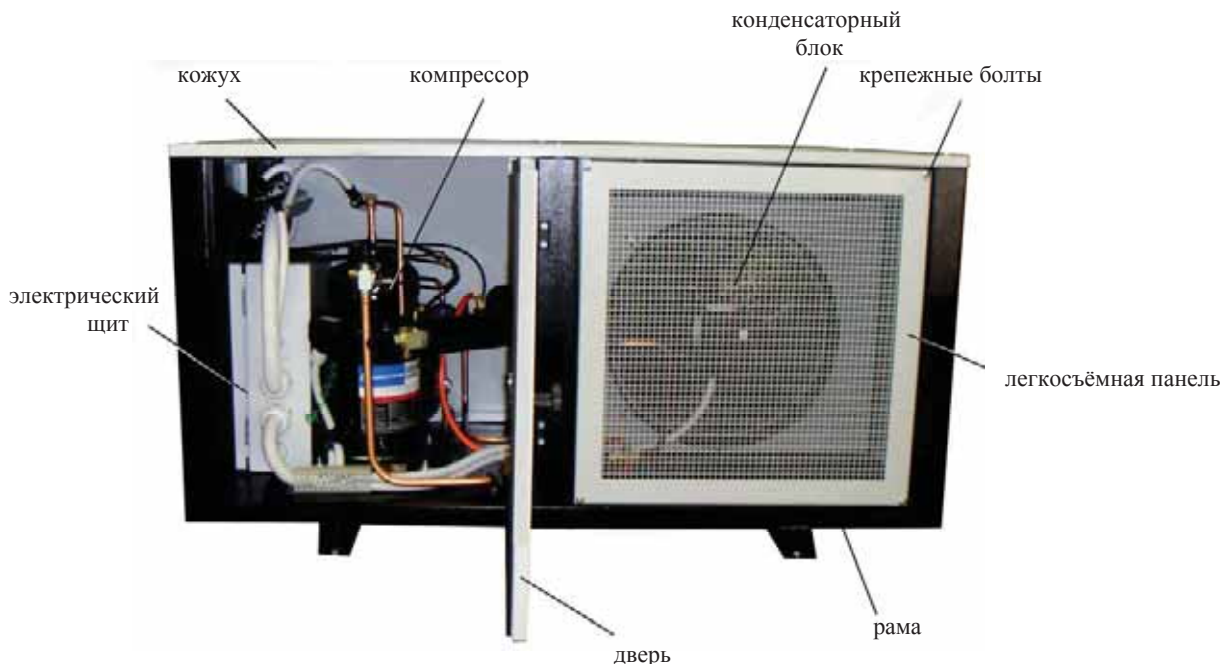 конденсаторный
блок
кожух
компрессор
крепежные болты
электрический
щит
легкосъёмная панель
рама
дверь